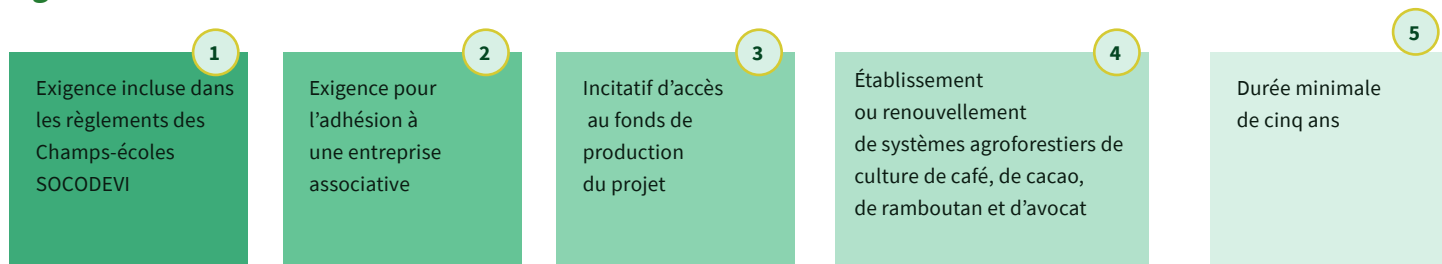 1
Exigence incluse dans
les règlements des
Champs-écoles
SOCODEVI
2
Exigence pour
l'adhésion à
une entreprise
associative
3
Incitatif d'accès
au fonds de
production
du projet
4
Établissement
ou renouvellement
de systèmes agroforestiers de
culture de café, de cacao,
de ramboutan et d'avocat
5
Durée minimale
de cinq ans